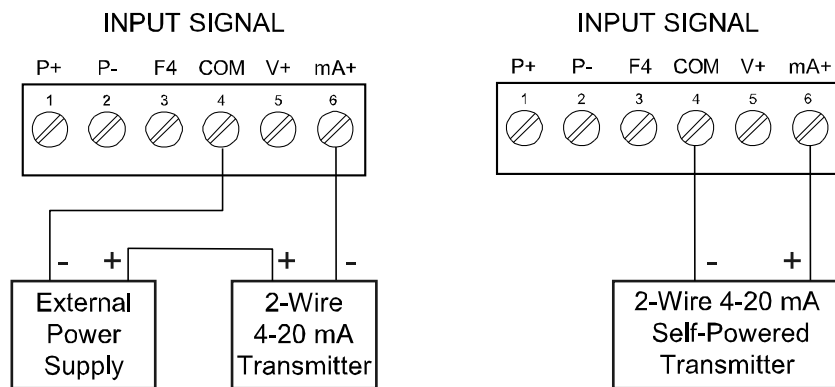 INPUT SIGNAL
P+ P- F4 COM V+ mA+
1 2 3 4 5 6
- + + -
External
Power
Supply
2-Wire
4-20 mA
Transmitter
INPUT SIGNAL
P+ P- F4 COM V+ mA+
1 2 3 4 5 6
- +
2-Wire 4-20 mA
Self-Powered
Transmitter